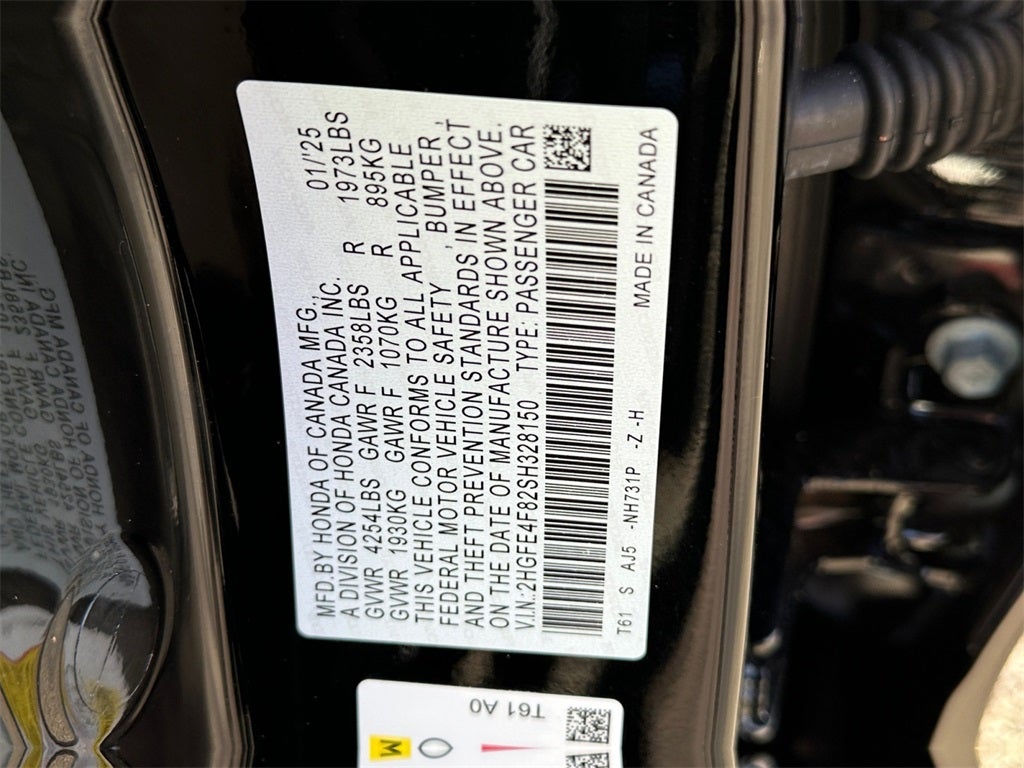 MFD. BY HONDA OF CANADA MFG., 01/'25
A DIVISION OF HONDA CANADA INC.
GVWR 4254LBS GAWR F 2358LBS R 1973LBS
GVWR 1930KG GAWR F 1070KG R 895KG
THIS VEHICLE CONFORMS TO ALL APPLICABLE
FEDERAL MOTOR VEHICLE SAFETY , BUMPER ,
AND THEFT PREVENTION STANDARDS IN EFFECT
ON THE DATE OF MANUFACTURE SHOWN ABOVE.
V.I.N.:2HGFE4F82SH328150 TYPE: PASSENGER CAR
T61 S AJ5 -NH731P -Z -H MADE IN CANADA
T61 A0
M